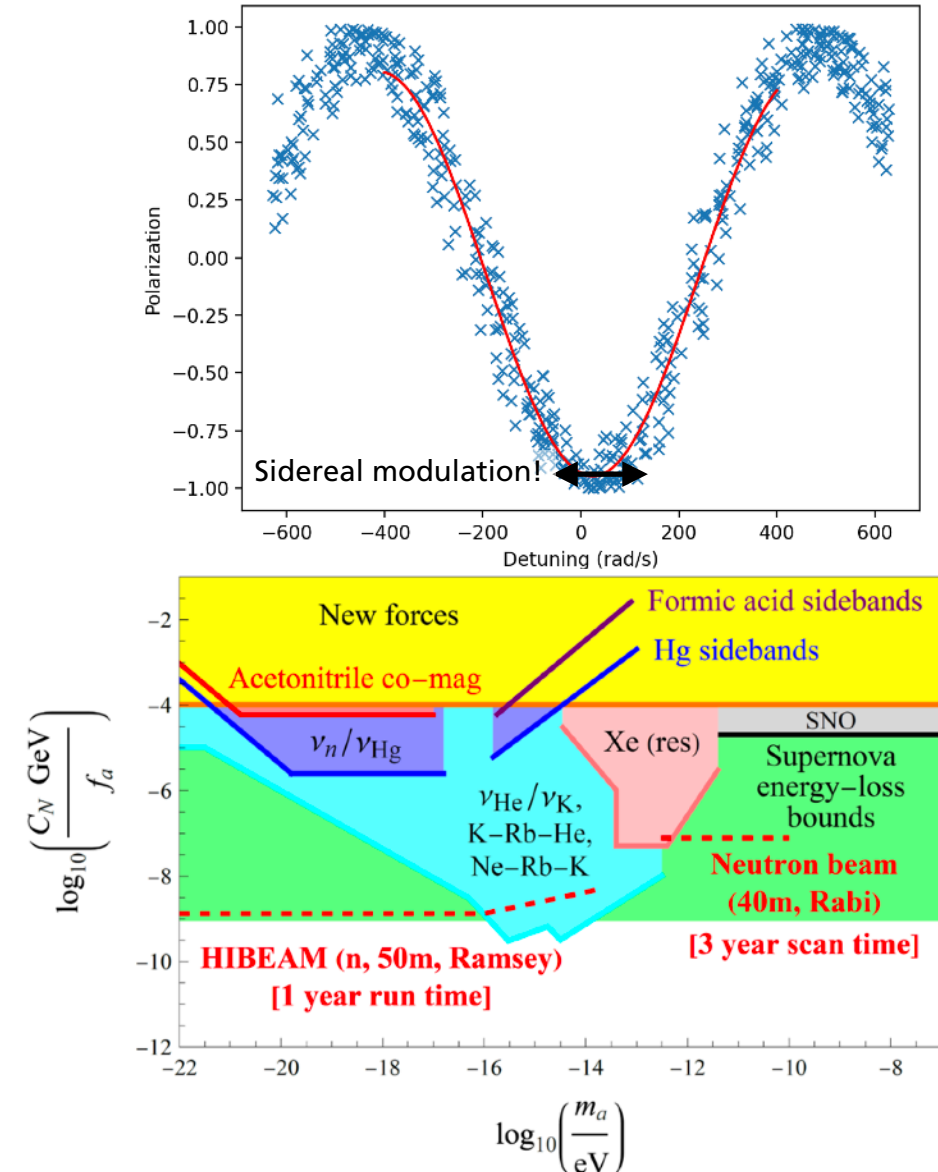 1.00
0.75
0.50
0.25
0.00
−0.25
−0.50
−0.75
−1.00
Polarization
Sidereal modulation!
−600 −400 −200 0 200 400 600
Detuning (rad/s)
New forces
Formic acid sidebands
Hg sidebands
Acetonitrile co−mag
νn/νHg
Xe (res)
SNO
Supernova
energy−loss
bounds
νHe/νK,
K−Rb−He,
Ne−Rb−K
Neutron beam
(40m, Rabi)
[3 year scan time]
HIBEAM (n, 50m, Ramsey)
[1 year run time]
−2
−4
−6
−8
−10
−12
log10(C_N GeV / f_a)
−22 −20 −18 −16 −14 −12 −10 −8
log10(m_a / eV)